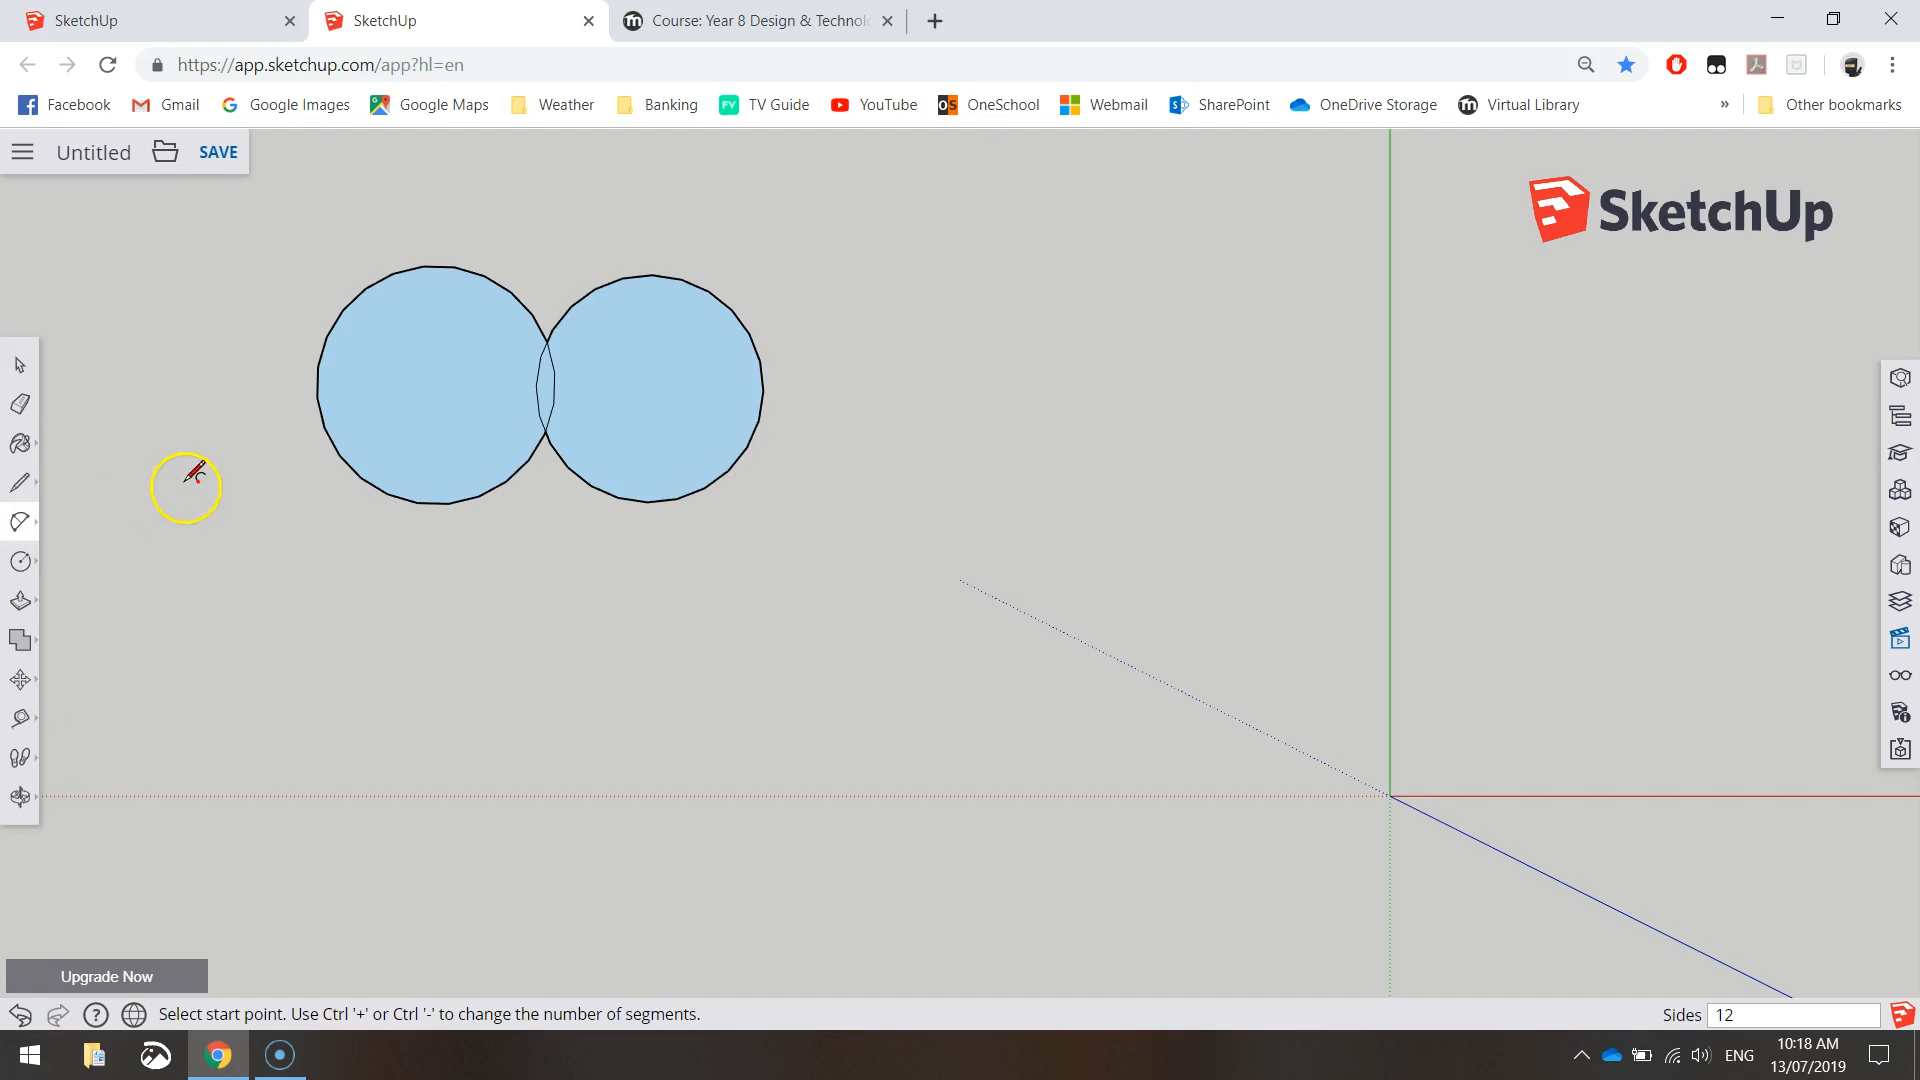 SketchUp
SketchUp
Course: Year 8 Design & Technol
https://app.sketchup.com/app?hl=en
Facebook
Gmail
Google Images
Google Maps
Weather
Banking
FV
TV Guide
YouTube
OS
OneSchool
Webmail
SharePoint
OneDrive Storage
Virtual Library
»
Other bookmarks
Untitled
SAVE
SketchUp
Upgrade Now
Select start point. Use Ctrl '+' or Ctrl '-' to change the number of segments.
Sides
12
ENG
10:18 AM
13/07/2019